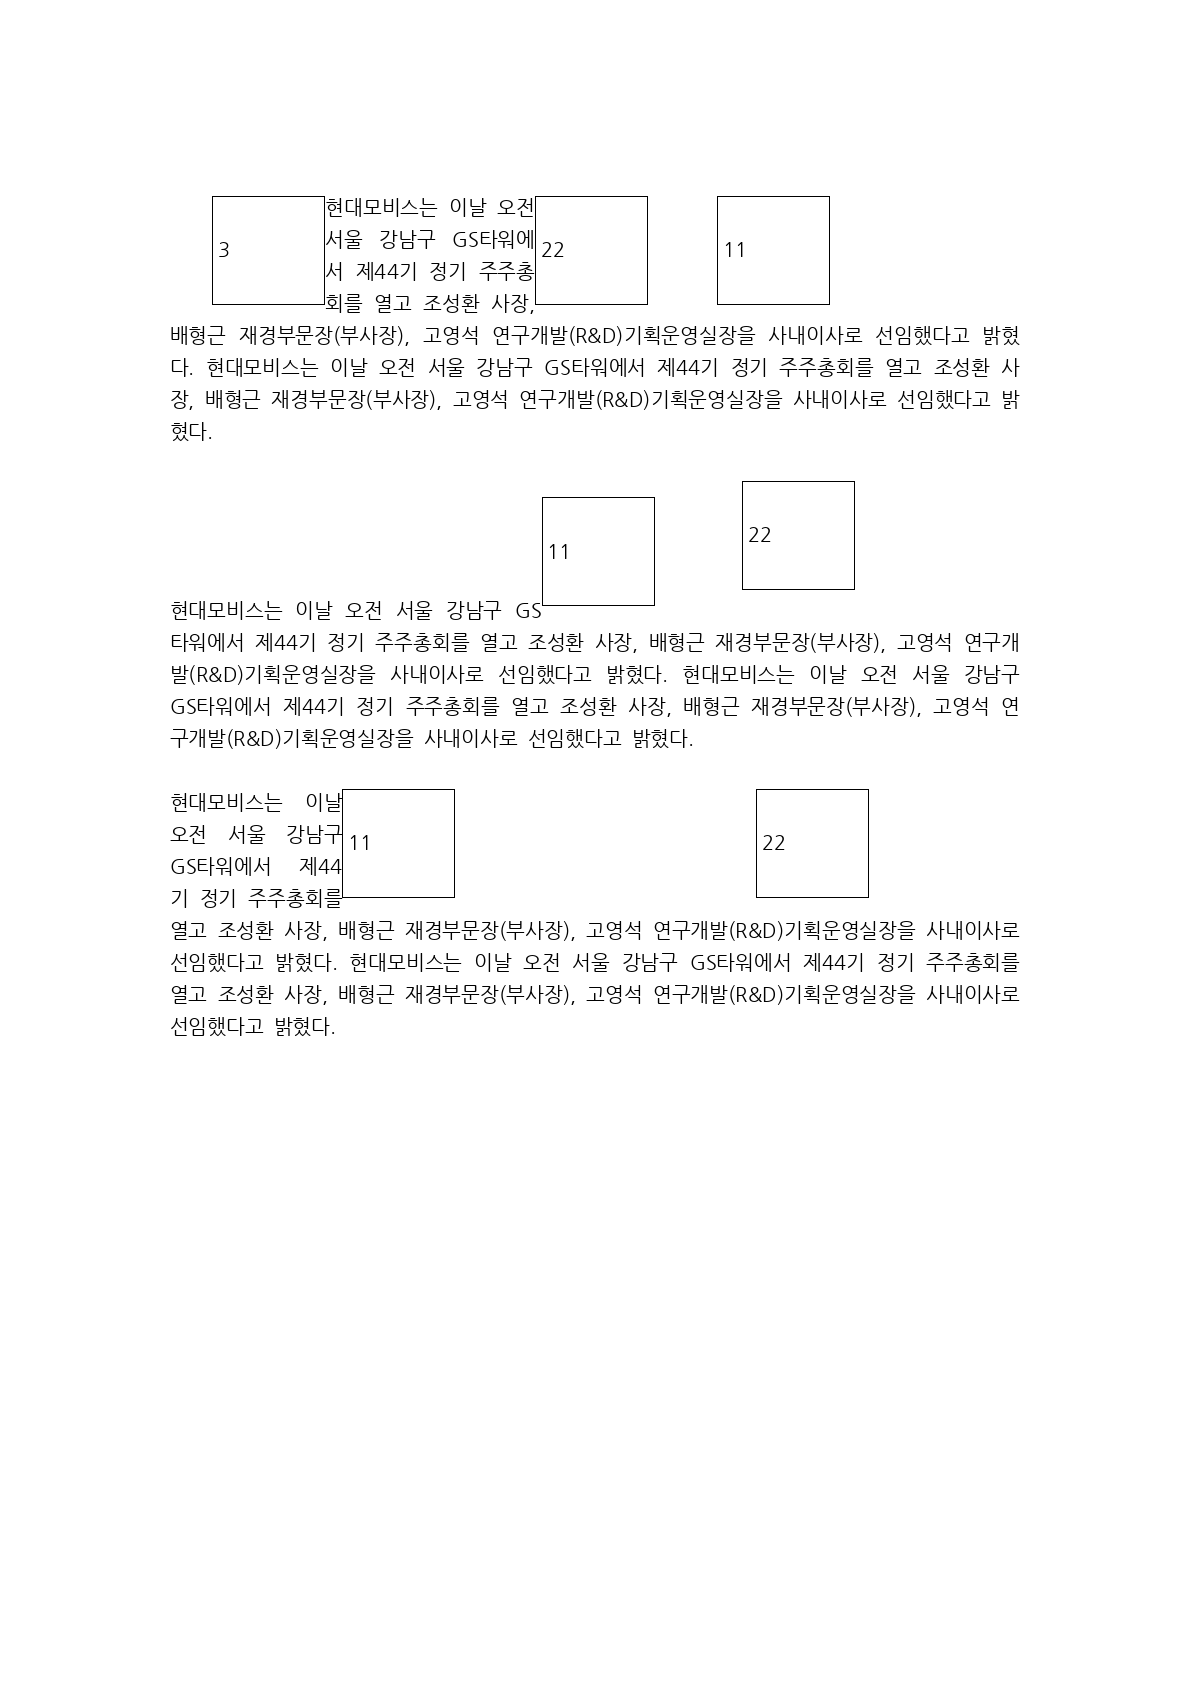 현대모비스는 이날 오전
서울 강남구 GS타워에
3
22
11
서 제44기 정기 주주총
회를 열고 조성환 사장,
배형근 재경부문장(부사장), 고영석 연구개발(R&D)기획운영실장을 사내이사로 선임했다고 밝혔
다. 현대모비스는 이날 오전 서울 강남구 GS타워에서 제44기 정기 주주총회를 열고 조성환 사
장, 배형근 재경부문장(부사장), 고영석 연구개발(R&D)기획운영실장을 사내이사로 선임했다고 밝
혔다.
22
11
현대모비스는 이날 오전 서울 강남구 GS
타워에서 제44기 정기 주주총회를 열고 조성환 사장, 배형근 재경부문장(부사장), 고영석 연구개
발(R&D)기획운영실장을 사내이사로 선임했다고 밝혔다. 현대모비스는 이날 오전 서울 강남구
GS타워에서 제44기 정기 주주총회를 열고 조성환 사장, 배형근 재경부문장(부사장), 고영석 연
구개발(R&D)기획운영실장을 사내이사로 선임했다고 밝혔다.
현대모비스는 이날
오전 서울 강남구
11
22
GS타워에서 제44
기 정기 주주총회를
열고 조성환 사장, 배형근 재경부문장(부사장), 고영석 연구개발(R&D)기획운영실장을 사내이사로
선임했다고 밝혔다. 현대모비스는 이날 오전 서울 강남구 GS타워에서 제44기 정기 주주총회를
열고 조성환 사장, 배형근 재경부문장(부사장), 고영석 연구개발(R&D)기획운영실장을 사내이사로
선임했다고 밝혔다.